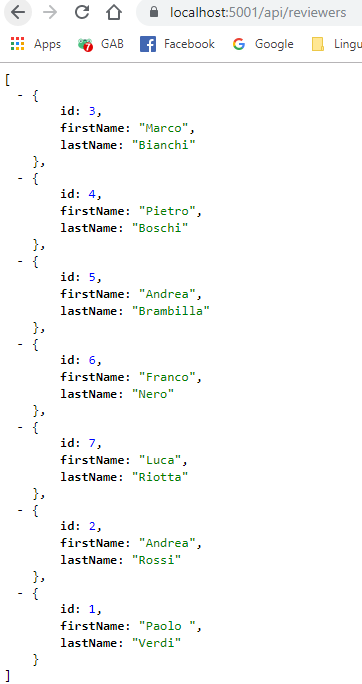 localhost:5001/api/reviewers
Apps GAB Facebook Google Lingu
[
- {
id: 3,
firstName: "Marco",
lastName: "Bianchi"
},
- {
id: 4,
firstName: "Pietro",
lastName: "Boschi"
},
- {
id: 5,
firstName: "Andrea",
lastName: "Brambilla"
},
- {
id: 6,
firstName: "Franco",
lastName: "Nero"
},
- {
id: 7,
firstName: "Luca",
lastName: "Riotta"
},
- {
id: 2,
firstName: "Andrea",
lastName: "Rossi"
},
- {
id: 1,
firstName: "Paolo ",
lastName: "Verdi"
}
]